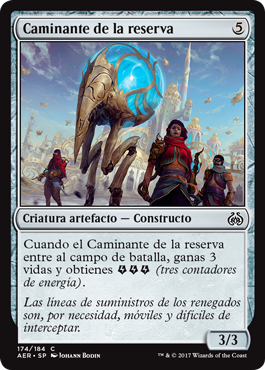 Caminante de la reserva 5
Criatura artefacto — Constructo
Cuando el Caminante de la reserva
entre al campo de batalla, ganas 3
vidas y obtienes (tres contadores
de energía).
Las líneas de suministros de los renegados
son, por necesidad, móviles y difíciles de
interceptar.
3/3
174/184 C
AER • SP Johann Bodin
™ & © 2017 Wizards of the Coast